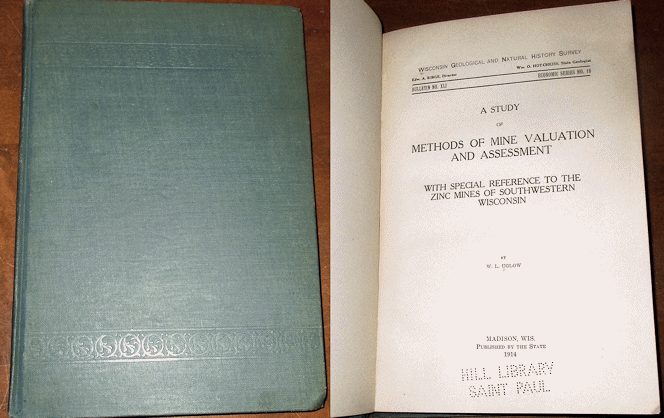 WISCONSIN GEOLOGICAL AND NATURAL HISTORY SURVEY
Edw. A. BIRGE, Director Wm. O. HOTCHKISS, State Geologist
BULLETIN NO. XLI ECONOMIC SERIES NO. 18
A STUDY
OF
METHODS OF MINE VALUATION
AND ASSESSMENT
WITH SPECIAL REFERENCE TO THE
ZINC MINES OF SOUTHWESTERN
WISCONSIN
BY
W. L. UGLOW
MADISON, WIS.
PUBLISHED BY THE STATE
1914
HILL LIBRARY
SAINT PAUL